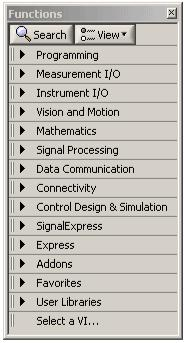 Functions
Search View
Programming
Measurement I/O
Instrument I/O
Vision and Motion
Mathematics
Signal Processing
Data Communication
Connectivity
Control Design & Simulation
SignalExpress
Express
Addons
Favorites
User Libraries
Select a VI...